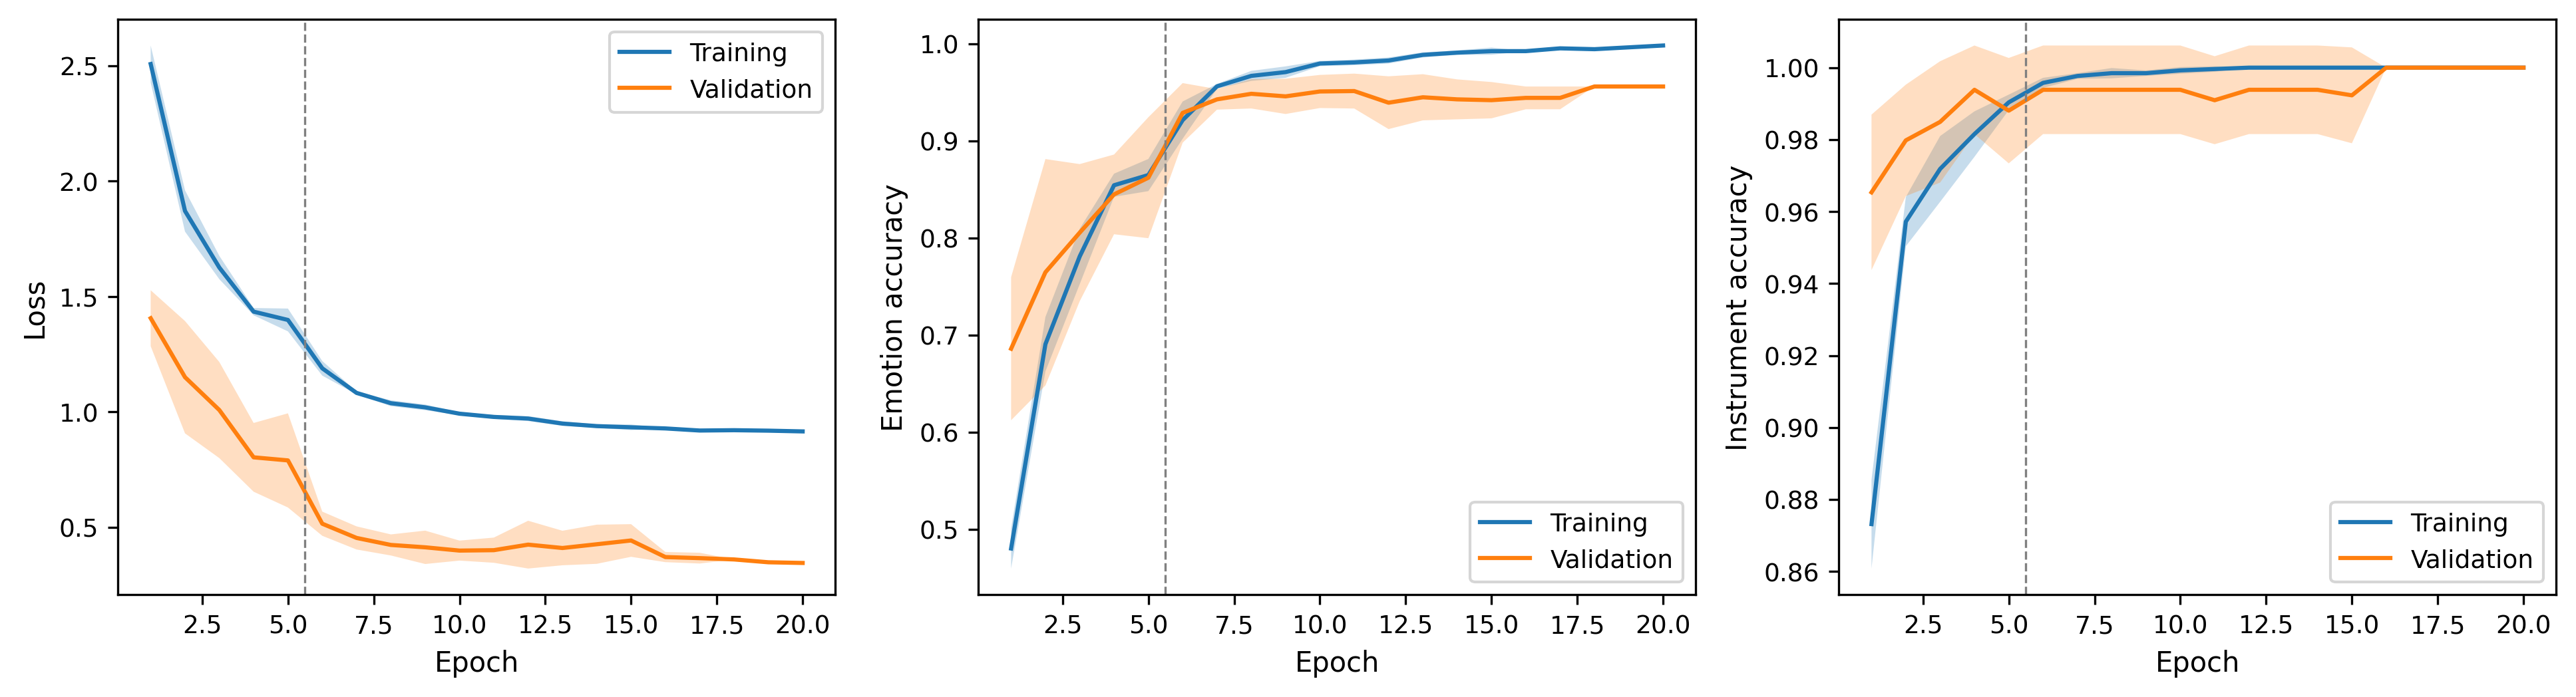 Loss
2.5
2.0
1.5
1.0
0.5
2.5 5.0 7.5 10.0 12.5 15.0 17.5 20.0
Epoch
Training
Validation
Emotion accuracy
1.0
0.9
0.8
0.7
0.6
0.5
2.5 5.0 7.5 10.0 12.5 15.0 17.5 20.0
Epoch
Training
Validation
Instrument accuracy
1.00
0.98
0.96
0.94
0.92
0.90
0.88
0.86
2.5 5.0 7.5 10.0 12.5 15.0 17.5 20.0
Epoch
Training
Validation